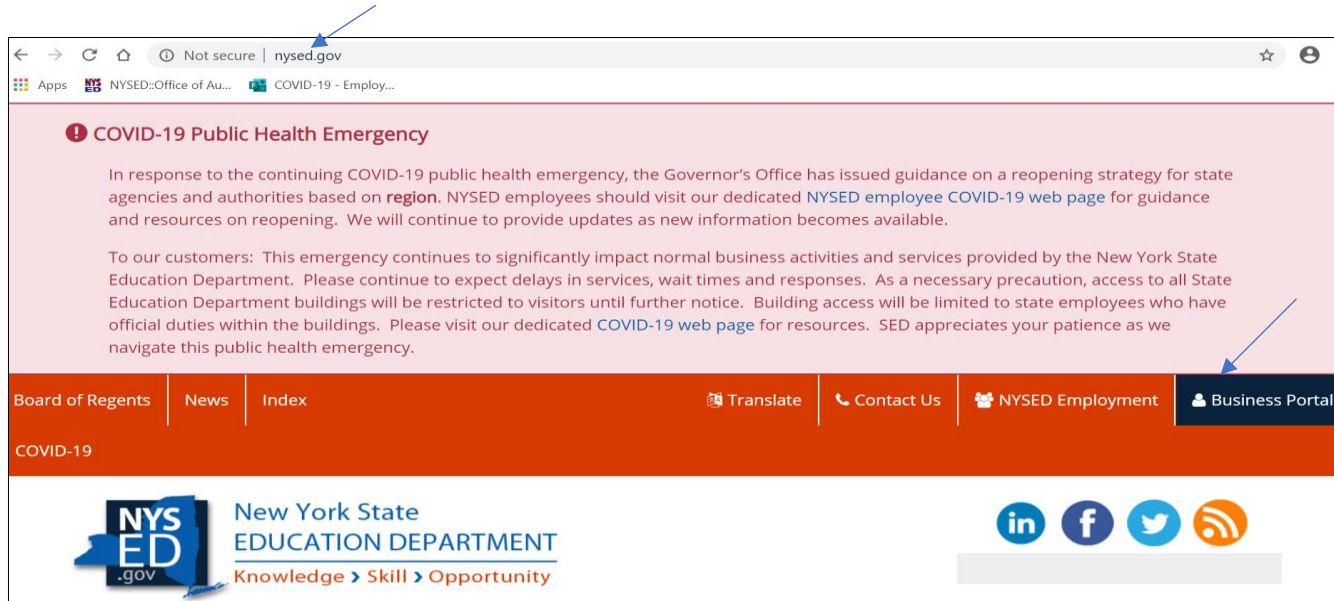 Not secure | nysed.gov
Apps NYSED::Office of Au... COVID-19 - Employ...
COVID-19 Public Health Emergency
In response to the continuing COVID-19 public health emergency, the Governor's Office has issued guidance on a reopening strategy for state
agencies and authorities based on region. NYSED employees should visit our dedicated NYSED employee COVID-19 web page for guidance
and resources on reopening. We will continue to provide updates as new information becomes available.
To our customers: This emergency continues to significantly impact normal business activities and services provided by the New York State
Education Department. Please continue to expect delays in services, wait times and responses. As a necessary precaution, access to all State
Education Department buildings will be restricted to visitors until further notice. Building access will be limited to state employees who have
official duties within the buildings. Please visit our dedicated COVID-19 web page for resources. SED appreciates your patience as we
navigate this public health emergency.
Board of Regents News Index Translate Contact Us NYSED Employment Business Portal
COVID-19
NYS
ED
.gov
New York State
EDUCATION DEPARTMENT
Knowledge > Skill > Opportunity